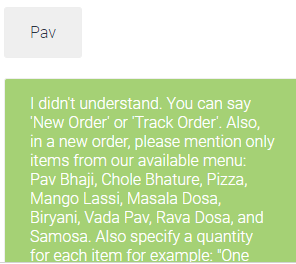 Pav
I didn't understand. You can say
'New Order' or 'Track Order'. Also,
in a new order, please mention only
items from our available menu:
Pav Bhaji, Chole Bhature, Pizza,
Mango Lassi, Masala Dosa,
Biryani, Vada Pav, Rava Dosa, and
Samosa. Also specify a quantity
for each item for example: "One